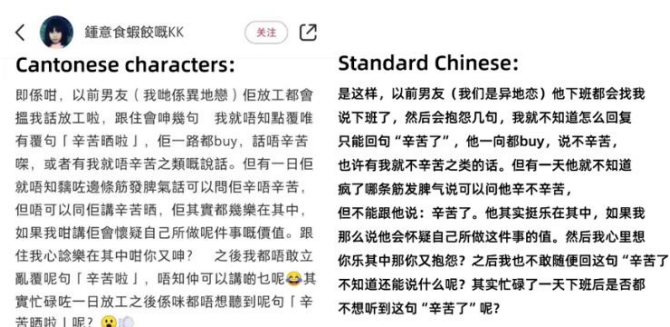 鍾意食蝦餃嘅KK
关注
Cantonese characters:
即係咁，以前男友（我哋係異地戀）佢放工都會
搵我話放工啦，跟住會呻幾句 我就唔知點覆唯
有覆句「辛苦晒啦」，佢一路都buy，話唔辛苦
㗎，或者有我就唔辛苦之類嘅說話。但有一日佢
就唔知黐咗邊條筋發脾氣話可以問佢辛唔辛苦，
但唔可以同佢講辛苦晒，佢其實都幾樂在其中，
如果我咁講佢會懷疑自己所做呢件事嘅價值。跟
住我心諗樂在其中咁你又呻？ 之後我都唔敢立
亂覆呢句「辛苦啦」，唔知仲可以講啲乜呢😂其
實忙碌咗一日放工之後係咪都唔想聽到呢句「辛
苦晒啦」呢？😮👍🏻
Standard Chinese:
是这样，以前男友（我们是异地恋）他下班都会找我
说下班了，然后会抱怨几句，我就不知道怎么回复
只能回句“辛苦了”，他一向都buy，说不辛苦，
也许有我就不辛苦之类的话。但有一天他就不知道
疯了哪条筋发脾气说可以问他辛不辛苦，
但不能跟他说：辛苦了。他其实挺乐在其中，如果我
那么说他会怀疑自己所做这件事的值。然后我心里想
你乐其中那你又抱怨？之后我也不敢随便回这句“辛苦了
不知道还能说什么呢？其实忙碌了一天下班后是否都
不想听到这句“辛苦了”呢？